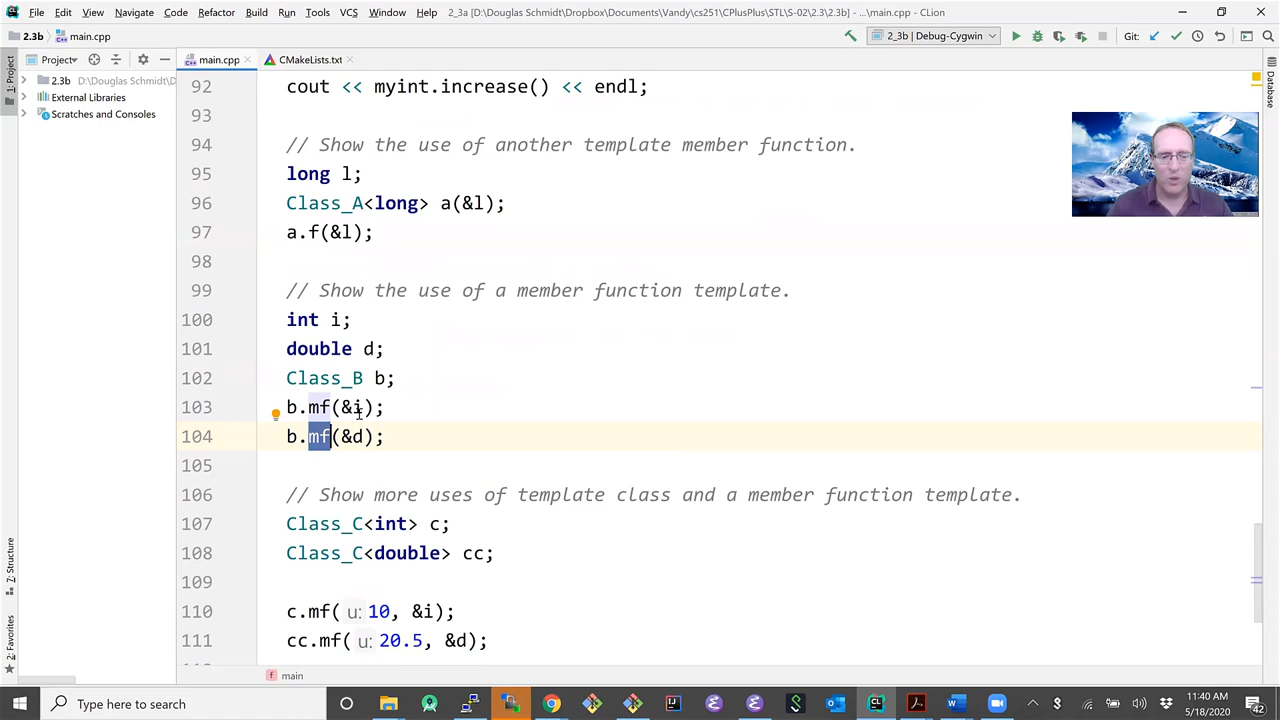 File Edit View Navigate Code Refactor Build Run Tools VCS Window Help 2_3a [D:\Douglas Schmidt\Dropbox\Documents\Vandy\cs251\CPlusPlus\STL\S-02\2.3\2.3b] - ...\main.cpp - CLion
2.3b main.cpp 2_3b | Debug-Cygwin Git:
Project main.cpp CMakeLists.txt
2.3b D:\Douglas Schmidt\D
External Libraries
Scratches and Consoles
1: Project
7: Structure
2: Favorites
Database
92 cout << myint.increase() << endl;
93
94 // Show the use of another template member function.
95 long l;
96 Class_A<long> a(&l);
97 a.f(&l);
98
99 // Show the use of a member function template.
100 int i;
101 double d;
102 Class_B b;
103 b.mf(&i);
104 b.mf(&d);
105
106 // Show more uses of template class and a member function template.
107 Class_C<int> c;
108 Class_C<double> cc;
109
110 c.mf( u: 10, &i);
111 cc.mf( u: 20.5, &d);
main
Type here to search
11:40 AM
5/18/2020
42